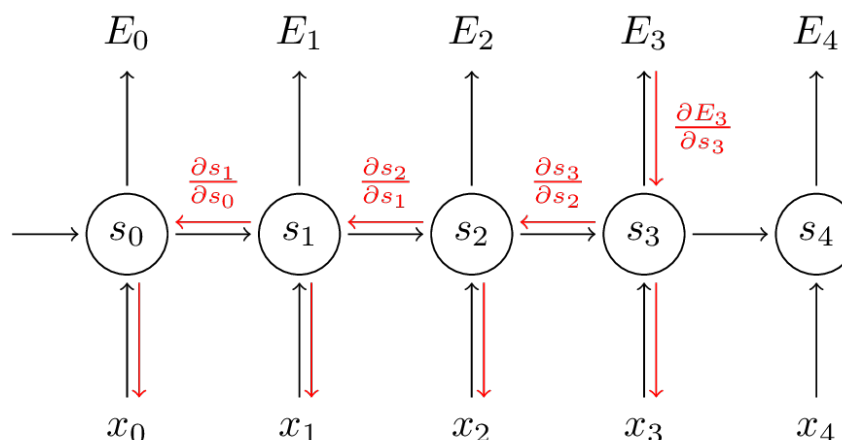 E₀ E₁ E₂ E₃ E₄
∂E₃/∂s₃
∂s₁/∂s₀ ∂s₂/∂s₁ ∂s₃/∂s₂
s₀ s₁ s₂ s₃ s₄
x₀ x₁ x₂ x₃ x₄